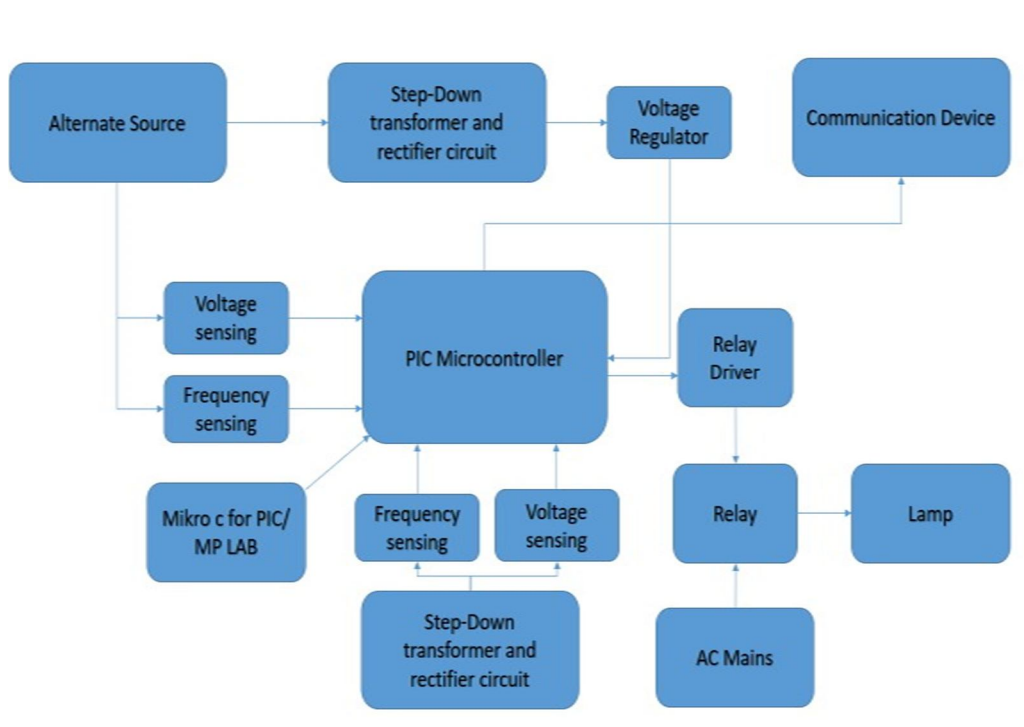 Alternate Source
Step-Down
transformer and
rectifier circuit
Voltage
Regulator
Communication Device
Voltage
sensing
PIC Microcontroller
Relay
Driver
Frequency
sensing
Mikro c for PIC/
MP LAB
Frequency
sensing
Voltage
sensing
Relay
Lamp
Step-Down
transformer and
rectifier circuit
AC Mains